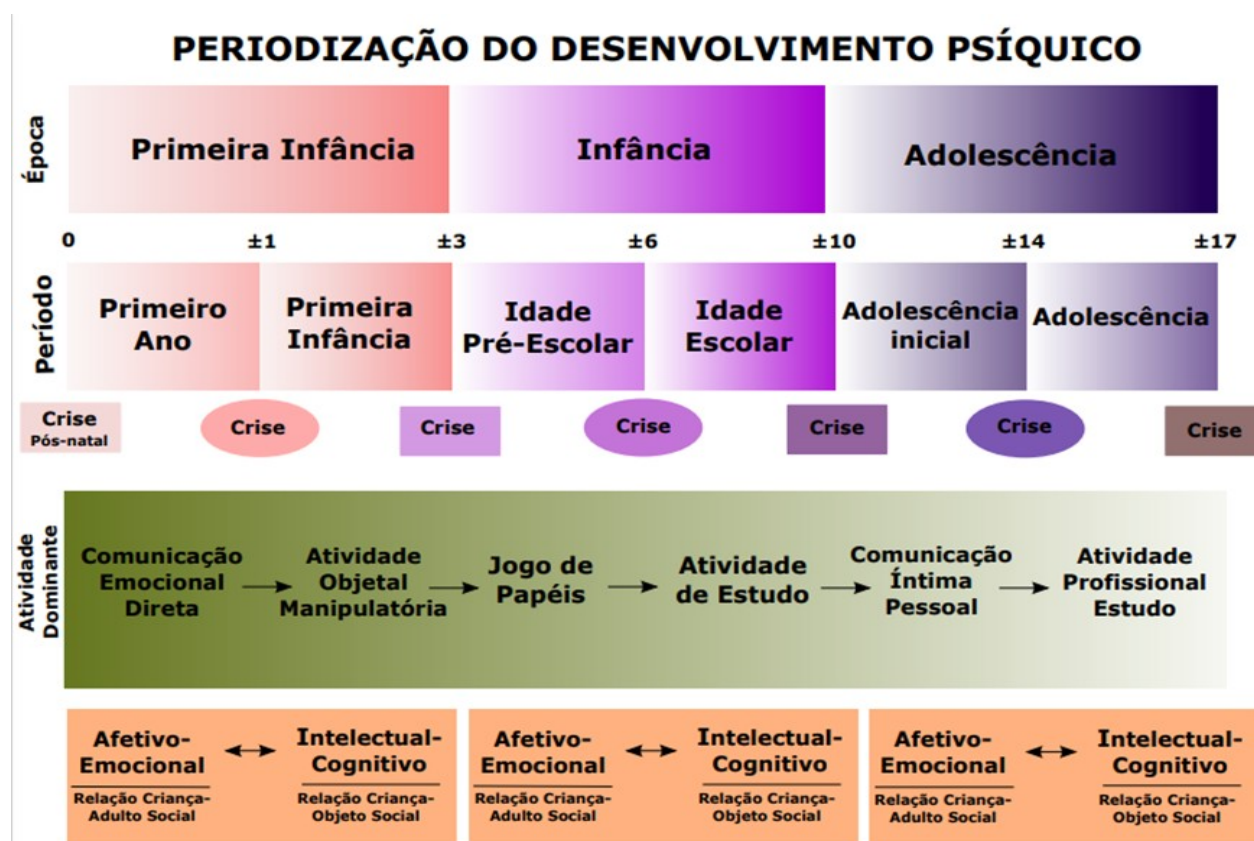 PERIODIZAÇÃO DO DESENVOLVIMENTO PSÍQUICO
Época
Primeira Infância
Infância
Adolescência
0
±1
±3
±6
±10
±14
±17
Período
Primeiro
Ano
Primeira
Infância
Idade
Pré-Escolar
Idade
Escolar
Adolescência
inicial
Adolescência
Crise
Pós-natal
Crise
Crise
Crise
Crise
Crise
Crise
Atividade
Dominante
Comunicação
Emocional
Direta
Atividade
Objetal
Manipulatória
Jogo de
Papéis
Atividade
de Estudo
Comunicação
Íntima
Pessoal
Atividade
Profissional
Estudo
Afetivo-
Emocional
Relação Criança-
Adulto Social
Intelectual-
Cognitivo
Relação Criança-
Objeto Social
Afetivo-
Emocional
Relação Criança-
Adulto Social
Intelectual-
Cognitivo
Relação Criança-
Objeto Social
Afetivo-
Emocional
Relação Criança-
Adulto Social
Intelectual-
Cognitivo
Relação Criança-
Objeto Social